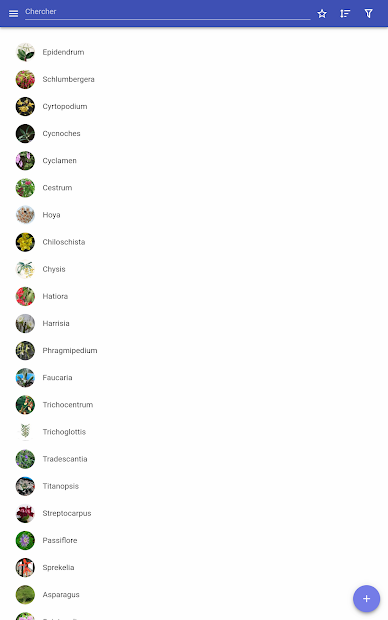 Chercher
Epidendrum
Schlumbergera
Cyrtopodium
Cycnoches
Cyclamen
Cestrum
Hoya
Chiloschista
Chysis
Hatiora
Harrisia
Phragmipedium
Faucaria
Trichocentrum
Trichoglottis
Tradescantia
Titanopsis
Streptocarpus
Passiflore
Sprekelia
Asparagus